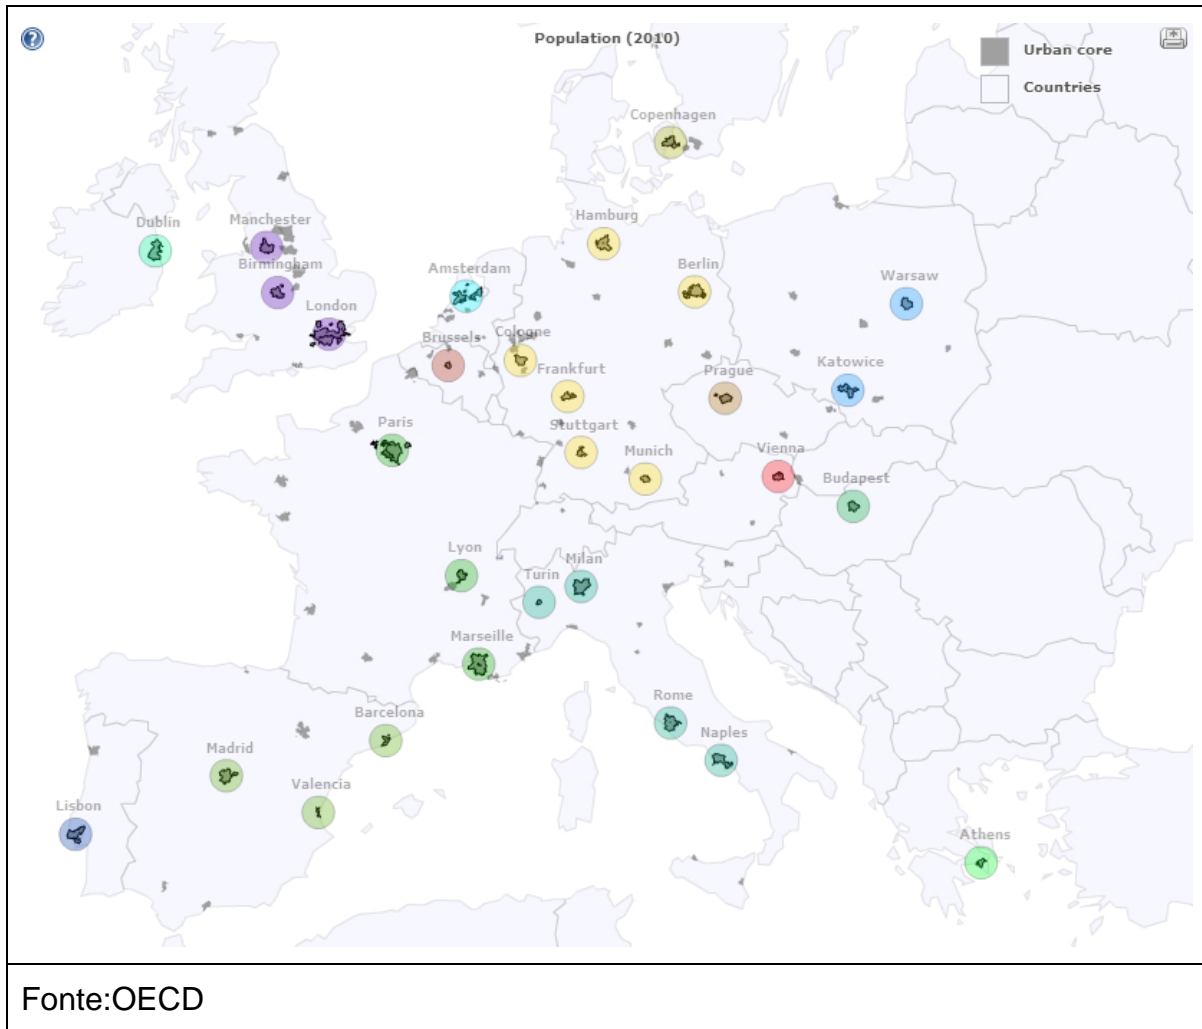 ?
Population (2010)
Urban core
Countries
Copenhagen
Dublin
Manchester
Hamburg
Birmingham
Amsterdam
Berlin
Warsaw
London
Brussels
Cologne
Frankfurt
Prague
Katowice
Paris
Stuttgart
Munich
Vienna
Budapest
Lyon
Turin
Milan
Marseille
Barcelona
Rome
Naples
Madrid
Valencia
Lisbon
Athens
Fonte:OECD